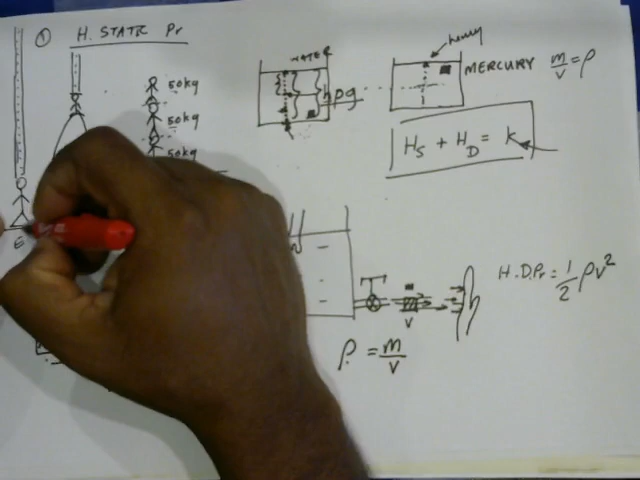 ① H. STATIC Pr
50kg
50kg
50kg
WATER
hρg
heavy
MERCURY
m/v = ρ
H_S + H_D = K
E
T
V
H.D.Pr = 1/2 ρv²
ρ = m/v